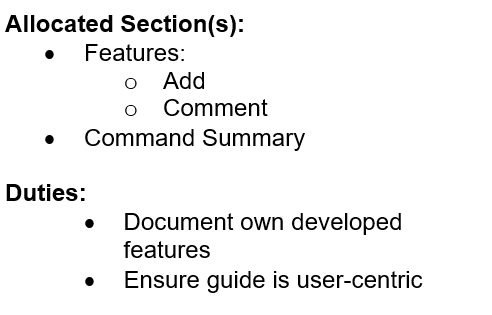 Allocated Section(s):
• Features:
o Add
o Comment
• Command Summary
Duties:
• Document own developed
features
• Ensure guide is user-centric